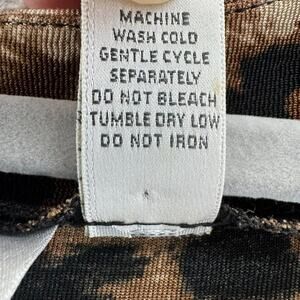 MACHINE
WASH COLD
GENTLE CYCLE
SEPARATELY
DO NOT BLEACH
TUMBLE DRY LOW
DO NOT IRON